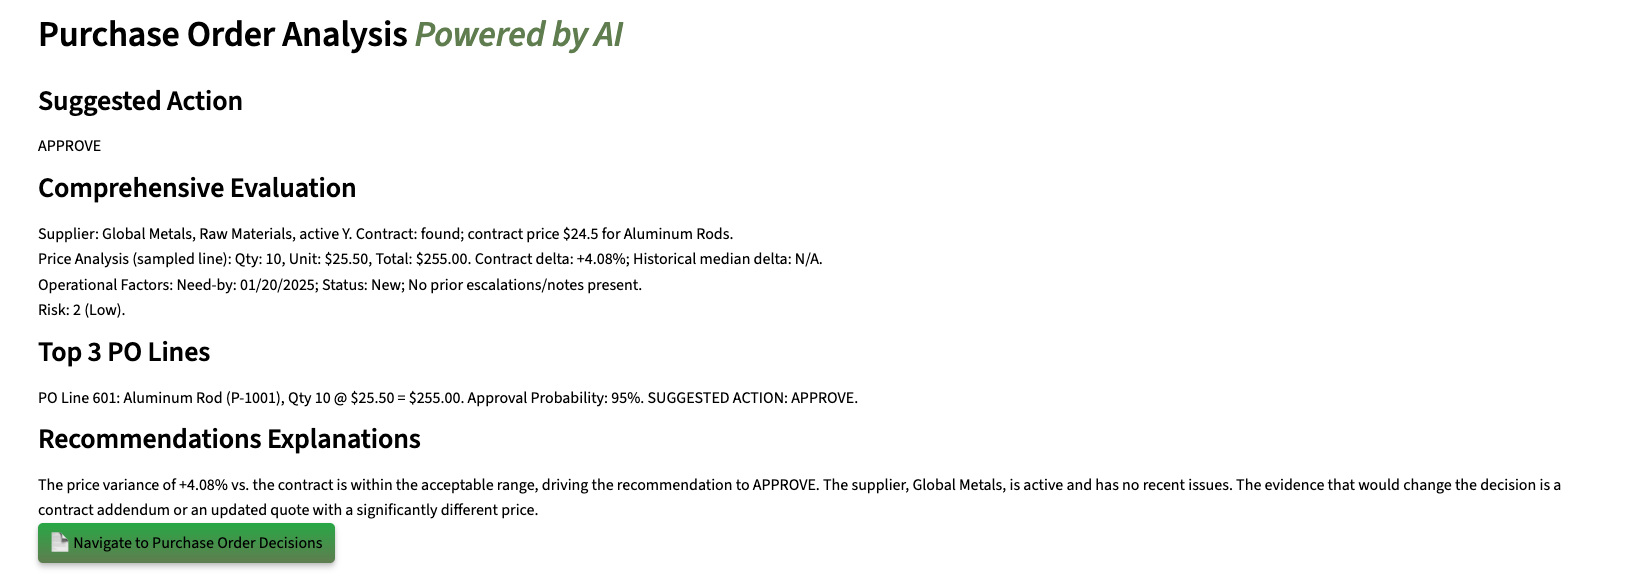 Purchase Order Analysis Powered by AI
Suggested Action
APPROVE
Comprehensive Evaluation
Supplier: Global Metals, Raw Materials, active Y. Contract: found; contract price $24.5 for Aluminum Rods.
Price Analysis (sampled line): Qty: 10, Unit: $25.50, Total: $255.00. Contract delta: +4.08%; Historical median delta: N/A.
Operational Factors: Need-by: 01/20/2025; Status: New; No prior escalations/notes present.
Risk: 2 (Low).
Top 3 PO Lines
PO Line 601: Aluminum Rod (P-1001), Qty 10 @ $25.50 = $255.00. Approval Probability: 95%. SUGGESTED ACTION: APPROVE.
Recommendations Explanations
The price variance of +4.08% vs. the contract is within the acceptable range, driving the recommendation to APPROVE. The supplier, Global Metals, is active and has no recent issues. The evidence that would change the decision is a
contract addendum or an updated quote with a significantly different price.
Navigate to Purchase Order Decisions